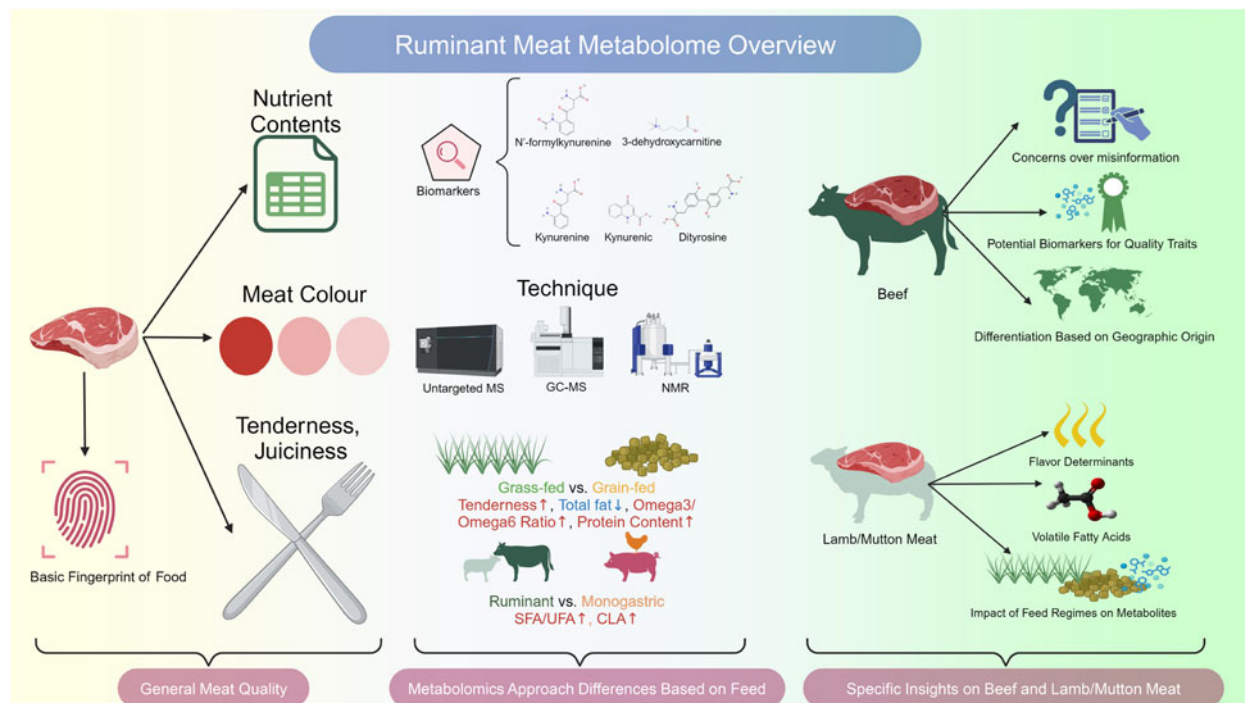 Ruminant Meat Metabolome Overview
Nutrient
Contents
Meat Colour
Tenderness,
Juiciness
Basic Fingerprint of Food
General Meat Quality
Biomarkers
N'-formylkynurenine
3-dehydroxycarnitine
Kynurenine
Kynurenic
Dityrosine
Technique
Untargeted MS
GC-MS
NMR
Grass-fed vs. Grain-fed
Tenderness↑, Total fat↓, Omega3/
Omega6 Ratio↑, Protein Content↑
Ruminant vs. Monogastric
SFA/UFA↑, CLA↑
Metabolomics Approach Differences Based on Feed
Beef
Concerns over misinformation
Potential Biomarkers for Quality Traits
Differentiation Based on Geographic Origin
Lamb/Mutton Meat
Flavor Determinants
Volatile Fatty Acids
Impact of Feed Regimes on Metabolites
Specific Insights on Beef and Lamb/Mutton Meat